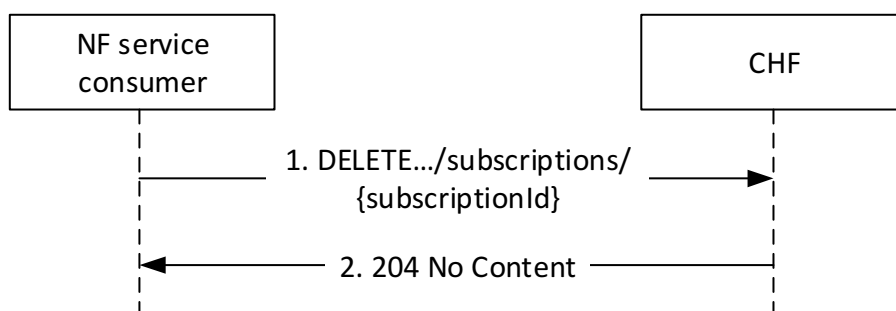 NF service
consumer
CHF
1. DELETE.../subscriptions/
{subscriptionId}
2. 204 No Content